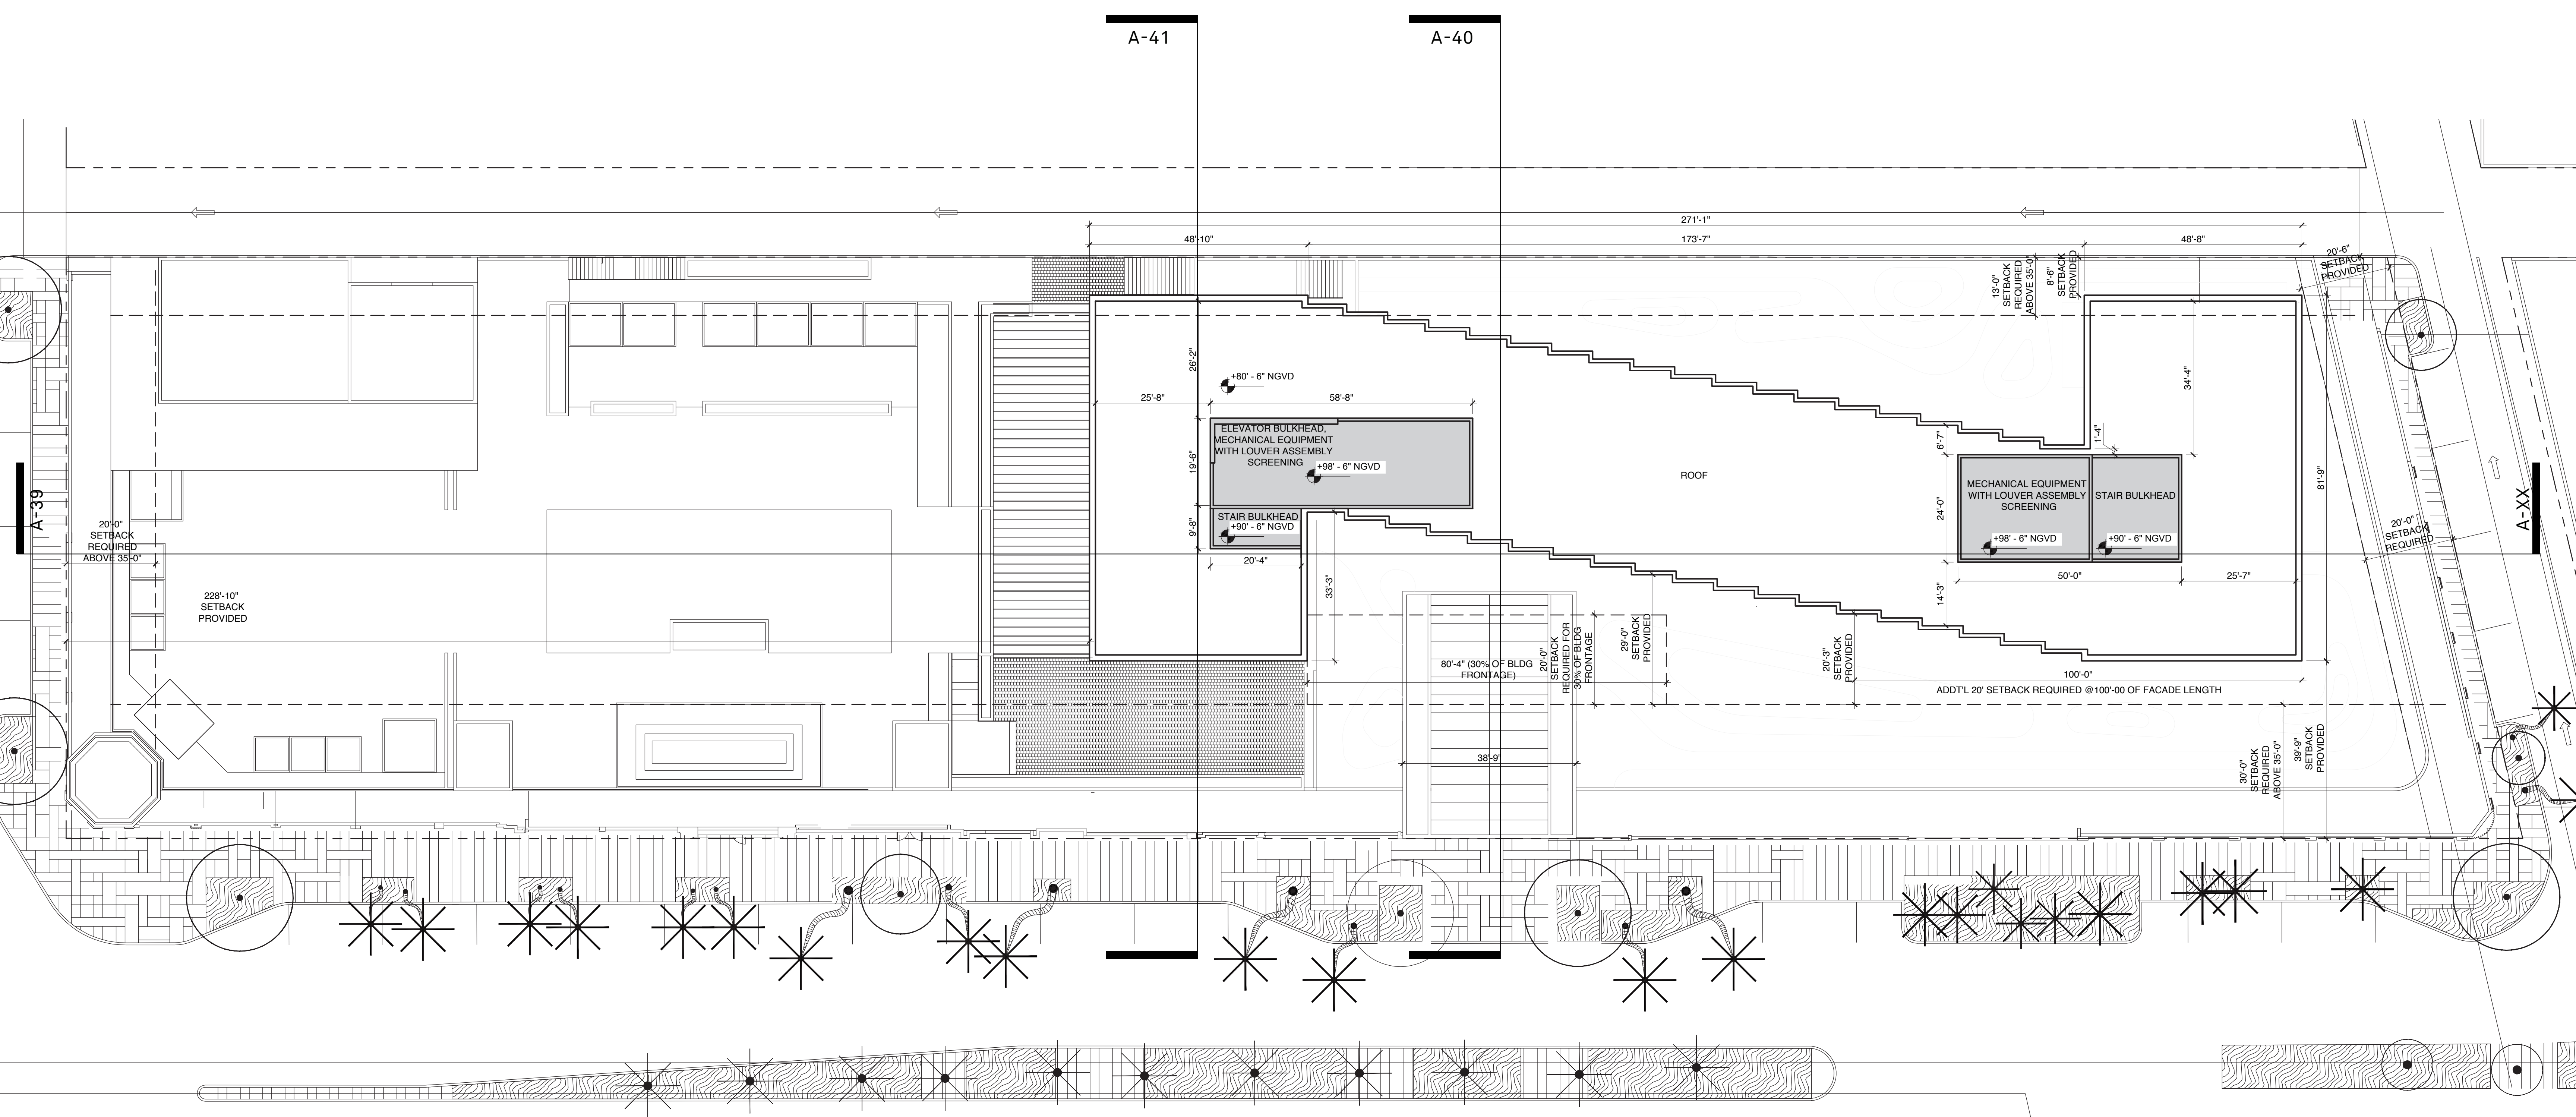 A-41
A-40
271'-1"
48'-10"
173'-7"
48'-8"
20'-6"
SETBACK
PROVIDED
13'-0"
SETBACK
REQUIRED
ABOVE 35'-0"
8'-6"
SETBACK
PROVIDED
26'-2"
+80' - 6" NGVD
25'-8"
58'-8"
34'-4"
ELEVATOR BULKHEAD,
MECHANICAL EQUIPMENT
WITH LOUVER ASSEMBLY
SCREENING
+98' - 6" NGVD
19'-6"
ROOF
6'-7"
1'-4"
81'-9"
MECHANICAL EQUIPMENT
WITH LOUVER ASSEMBLY
SCREENING
STAIR BULKHEAD
24'-0"
+98' - 6" NGVD
+90' - 6" NGVD
A-39
A-XX
STAIR BULKHEAD
+90' - 6" NGVD
9'-8"
20'-4"
20'-0"
SETBACK
REQUIRED
ABOVE 35'-0"
20'-0"
SETBACK
REQUIRED
50'-0"
25'-7"
33'-3"
14'-3"
228'-10"
SETBACK
PROVIDED
80'-4" (30% OF BLDG
FRONTAGE)
20'-0"
SETBACK
REQUIRED FOR
30% OF BLDG
FRONTAGE
29'-0"
SETBACK
PROVIDED
20'-3"
SETBACK
PROVIDED
100'-0"
ADDT'L 20' SETBACK REQUIRED @100'-00 OF FACADE LENGTH
38'-9"
30'-0"
SETBACK
REQUIRED
ABOVE 35'-0"
39'-9"
SETBACK
PROVIDED